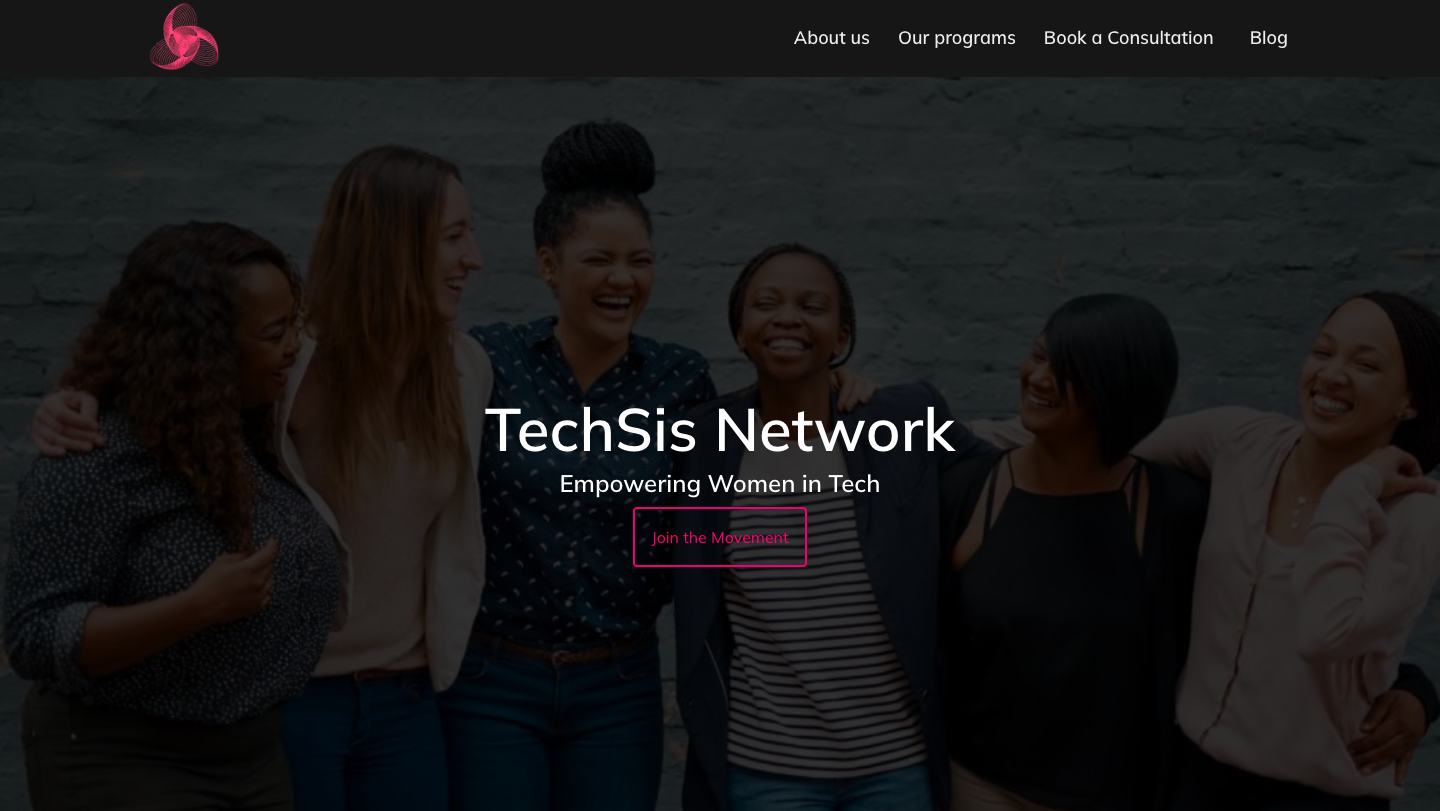 About us Our programs Book a Consultation Blog
TechSis Network
Empowering Women in Tech
Join the Movement